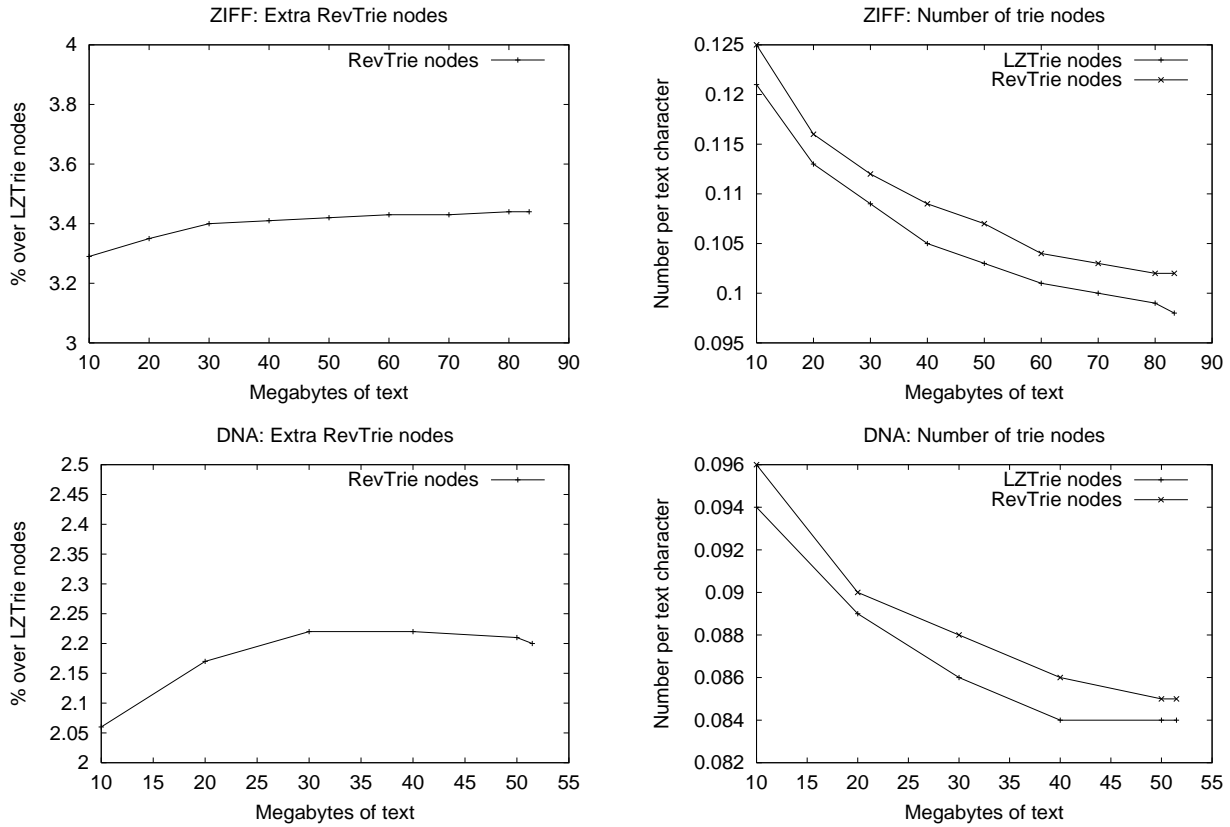 ZIFF: Extra RevTrie nodes
4
3.8
3.6
3.4
3.2
3
% over LZTrie nodes
RevTrie nodes
10 20 30 40 50 60 70 80 90
Megabytes of text
ZIFF: Number of trie nodes
0.125
0.12
0.115
0.11
0.105
0.1
0.095
Number per text character
LZTrie nodes
RevTrie nodes
10 20 30 40 50 60 70 80 90
Megabytes of text
DNA: Extra RevTrie nodes
2.5
2.45
2.4
2.35
2.3
2.25
2.2
2.15
2.1
2.05
2
% over LZTrie nodes
RevTrie nodes
10 15 20 25 30 35 40 45 50 55
Megabytes of text
DNA: Number of trie nodes
0.096
0.094
0.092
0.09
0.088
0.086
0.084
0.082
Number per text character
LZTrie nodes
RevTrie nodes
10 15 20 25 30 35 40 45 50 55
Megabytes of text